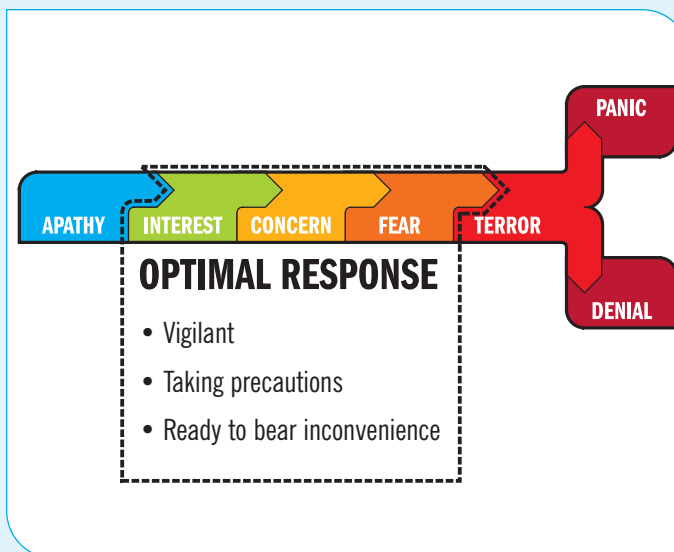 PANIC
APATHY INTEREST CONCERN FEAR TERROR
OPTIMAL RESPONSE
• Vigilant
• Taking precautions
• Ready to bear inconvenience
DENIAL